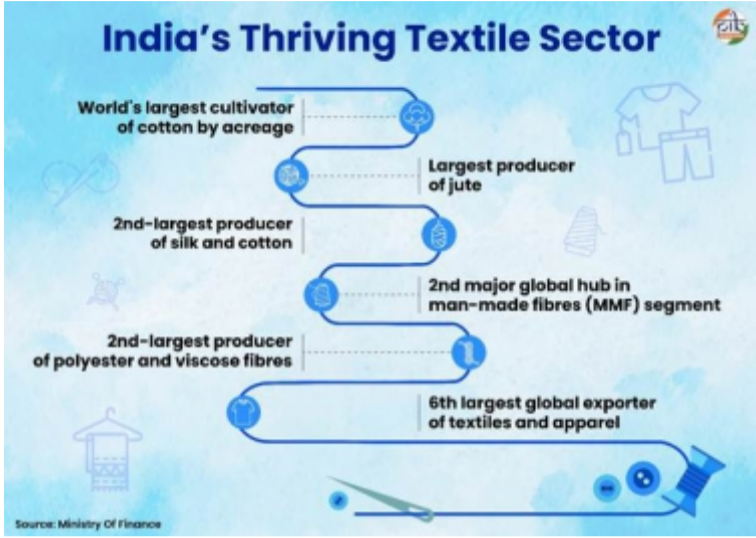 India's Thriving Textile Sector
pib
World's largest cultivator
of cotton by acreage
Largest producer
of jute
2nd-largest producer
of silk and cotton
2nd major global hub in
man-made fibres (MMF) segment
2nd-largest producer
of polyester and viscose fibres
6th largest global exporter
of textiles and apparel
Source: Ministry Of Finance